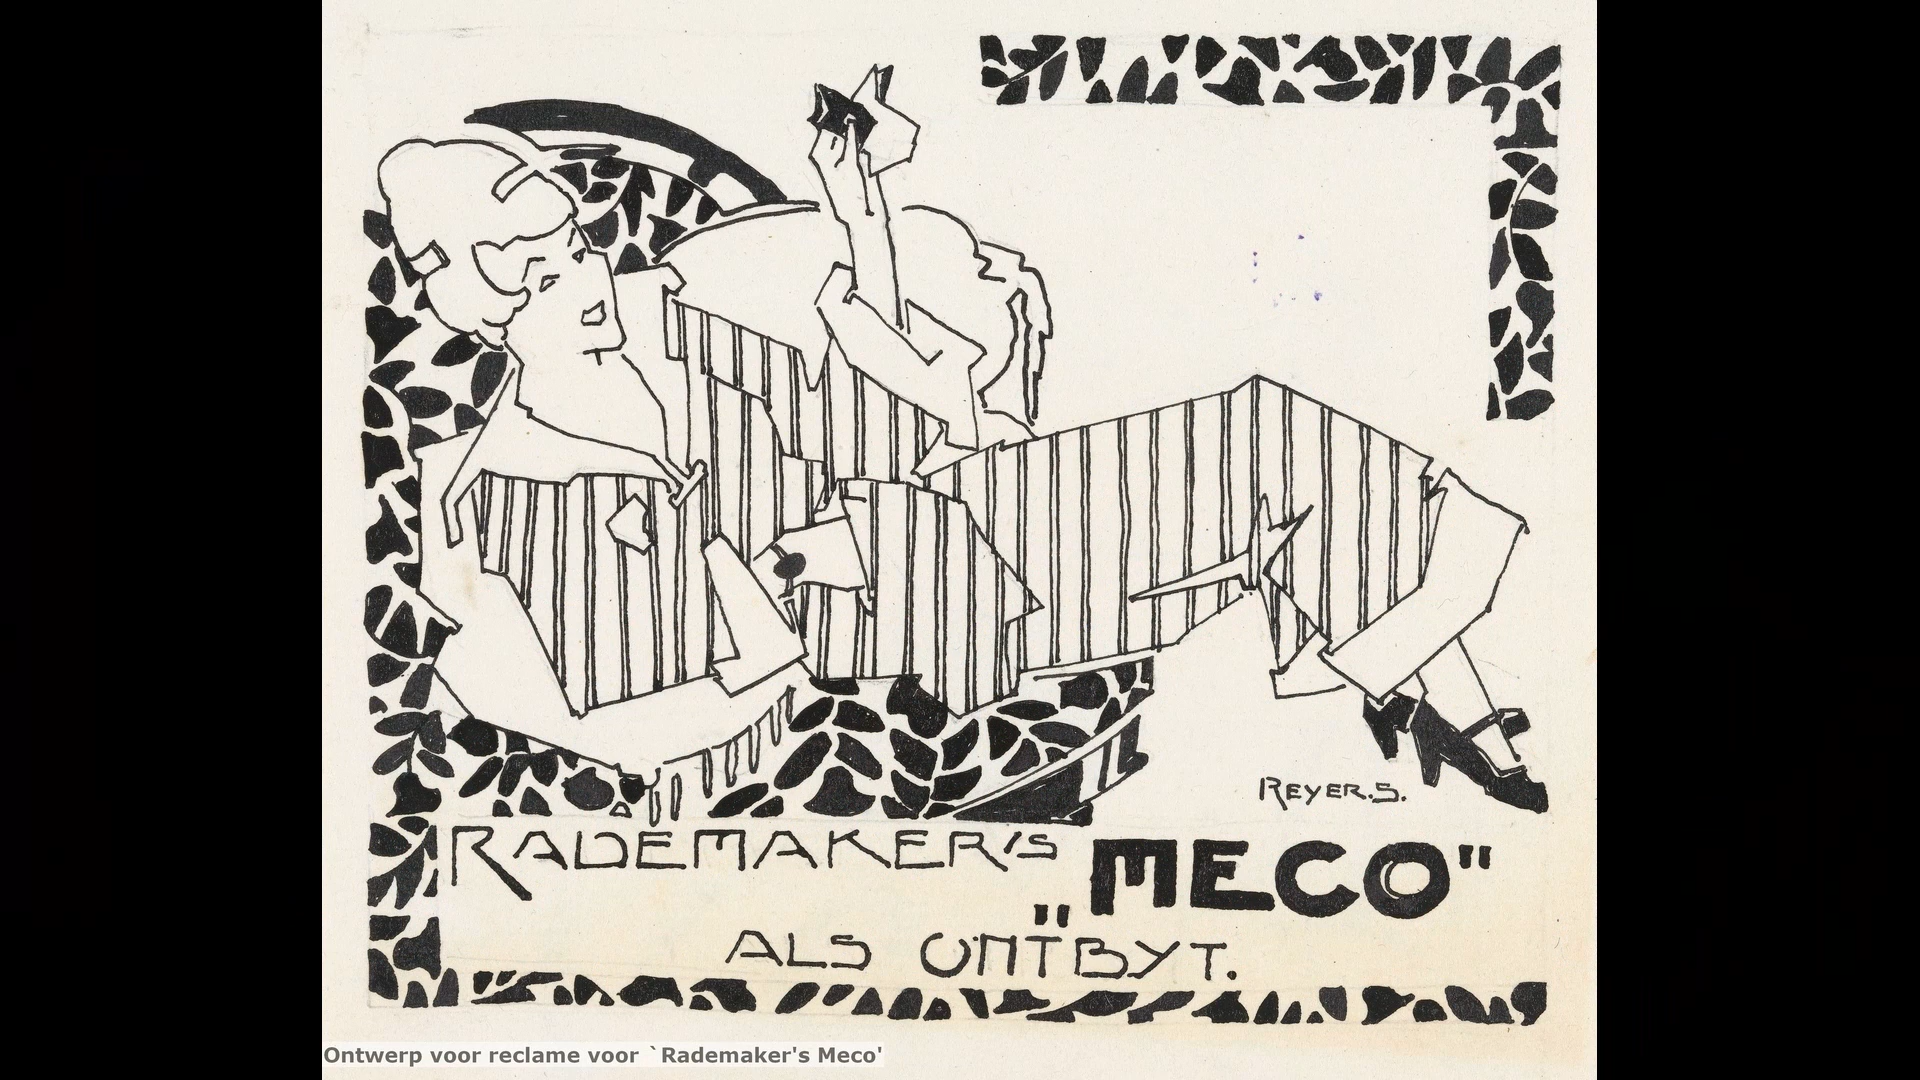 REYER.S.
RADEMAKER'S „MECO"
ALS ONTBYT.
Ontwerp voor reclame voor `Rademaker's Meco'